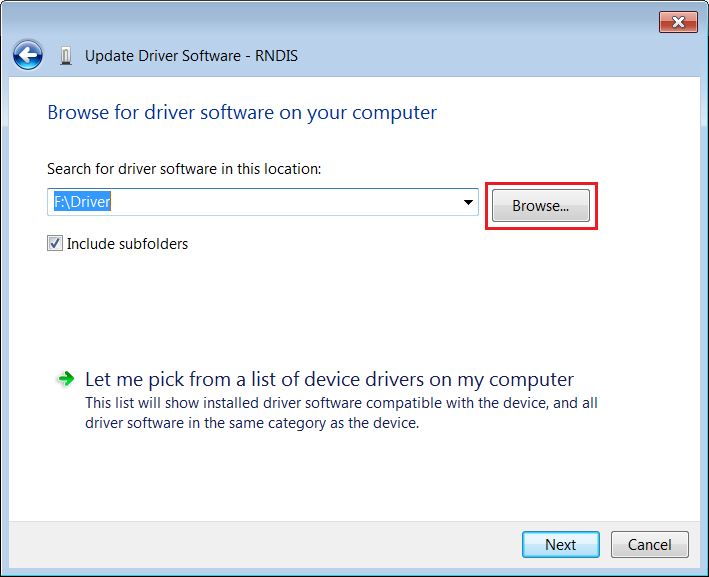 Update Driver Software - RNDIS
Browse for driver software on your computer
Search for driver software in this location:
F:\Driver
Browse...
Include subfolders
Let me pick from a list of device drivers on my computer
This list will show installed driver software compatible with the device, and all
driver software in the same category as the device.
Next
Cancel